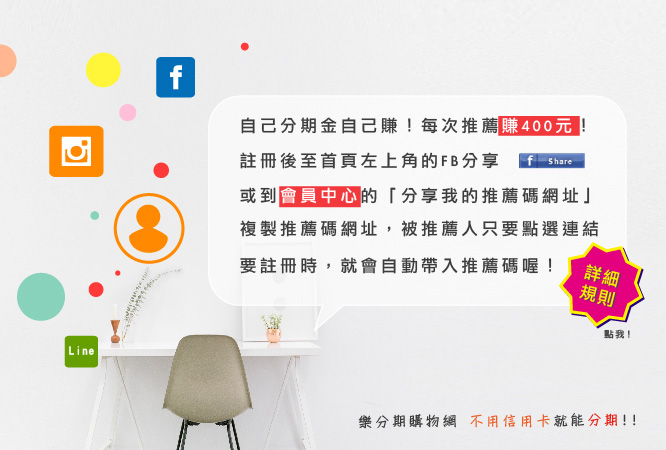 自己分期金自己賺！每次推薦賺400元！
註冊後至首頁左上角的FB分享 f Share
或到會員中心的「分享我的推薦碼網址」
複製推薦碼網址，被推薦人只要點選連結
要註冊時，就會自動帶入推薦碼喔！
詳細
規則
點我！
Line
樂分期購物網 不用信用卡就能分期!!